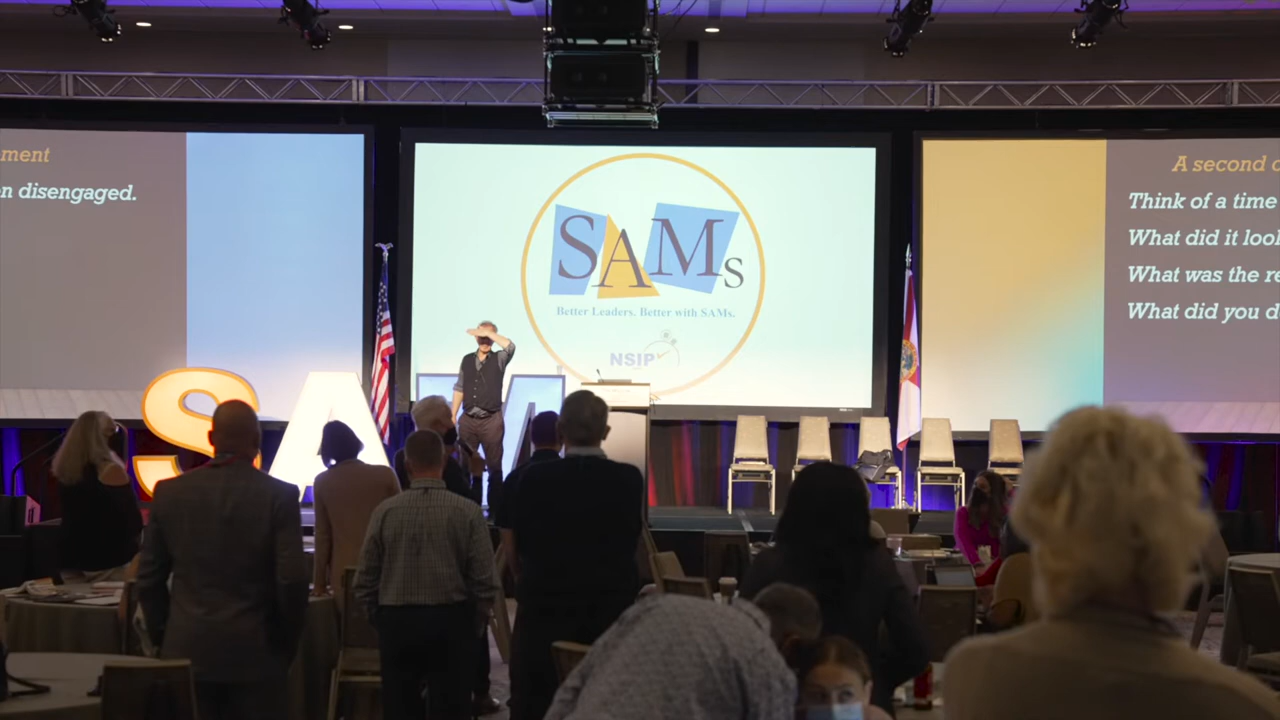 ment
n disengaged.
SAMs
Better Leaders. Better with SAMs.
NSIP
A second
Think of a time
What did it loo
What was the re
What did you d
SAM